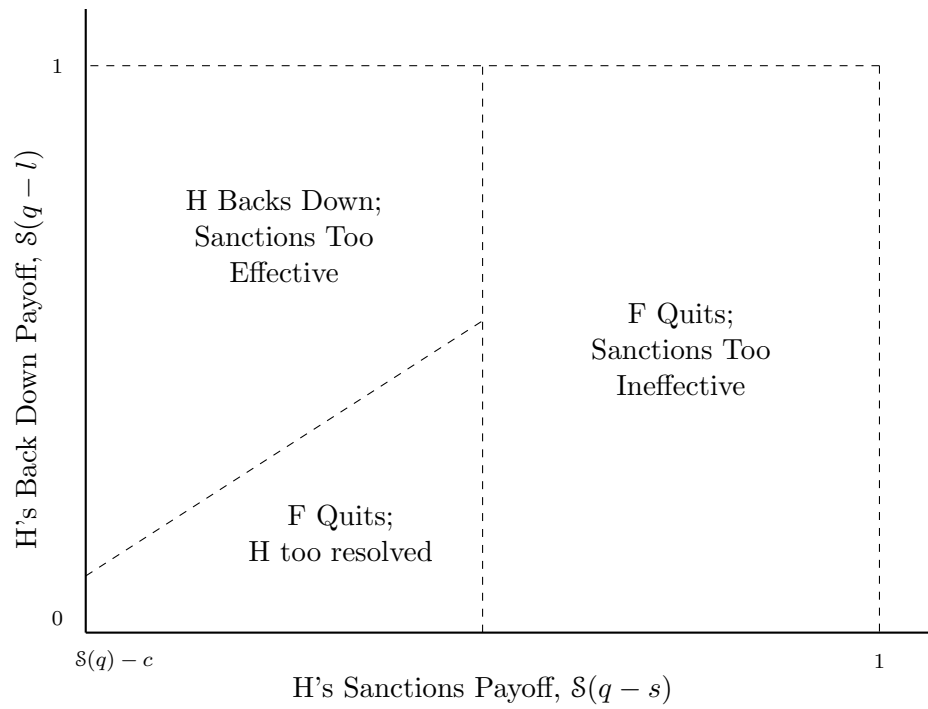 1
H's Back Down Payoff, 𝒮(q − l)
H Backs Down;
Sanctions Too
Effective
F Quits;
Sanctions Too
Ineffective
F Quits;
H too resolved
0
𝒮(q) − c
1
H's Sanctions Payoff, 𝒮(q − s)